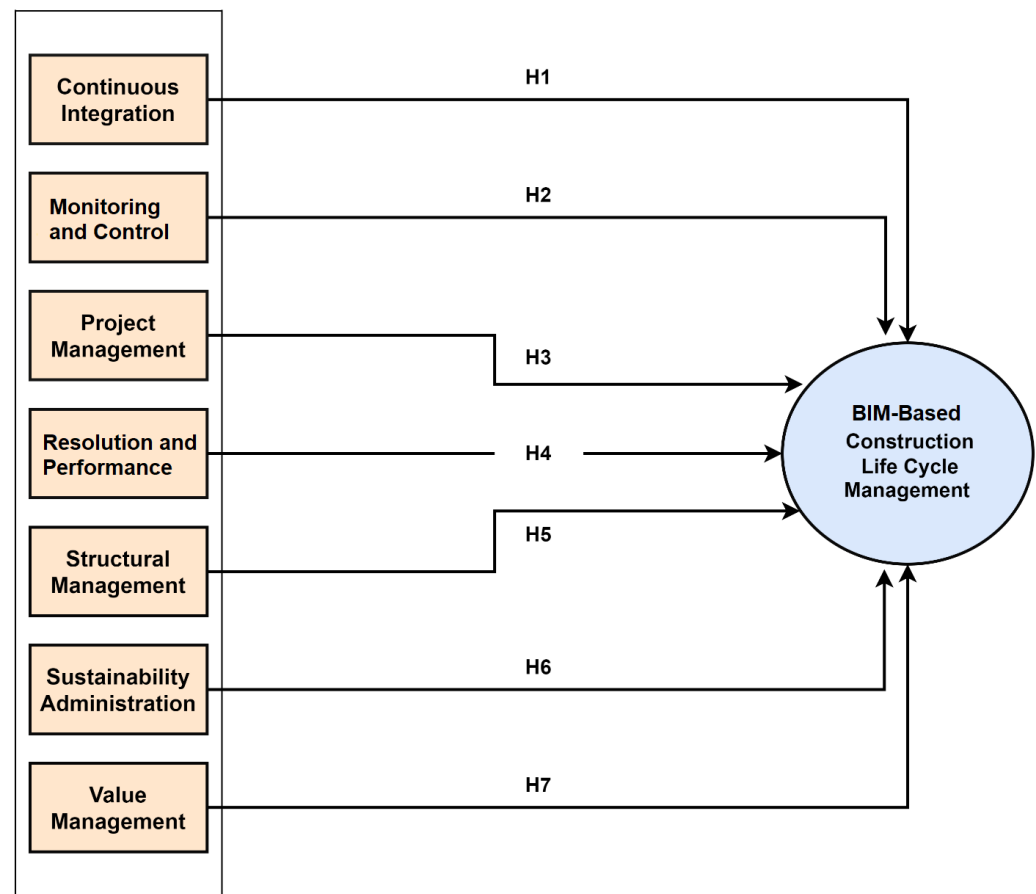 Continuous
Integration
H1
Monitoring
and Control
H2
Project
Management
H3
Resolution and
Performance
H4
Structural
Management
H5
Sustainability
Administration
H6
Value
Management
H7
BIM-Based
Construction
Life Cycle
Management